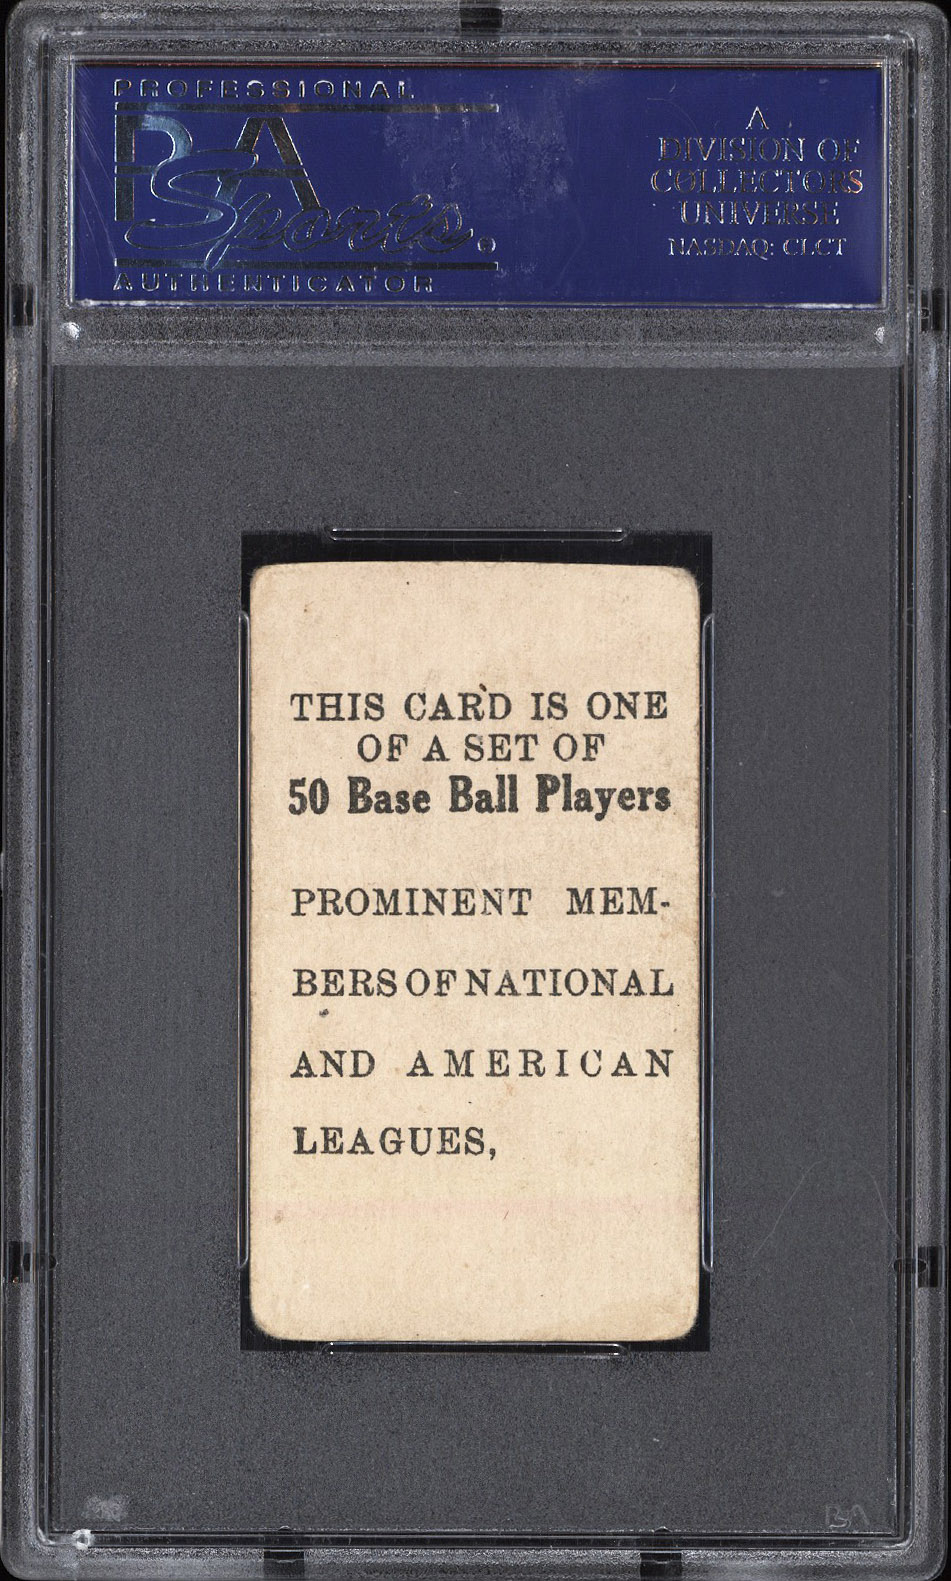 PROFESSIONAL
PSA
Sports
AUTHENTICATOR
A
DIVISION OF
COLLECTORS
UNIVERSE
NASDAQ: CLCT
THIS CARD IS ONE
OF A SET OF
50 Base Ball Players
PROMINENT MEM-
BERS OF NATIONAL
AND AMERICAN
LEAGUES,